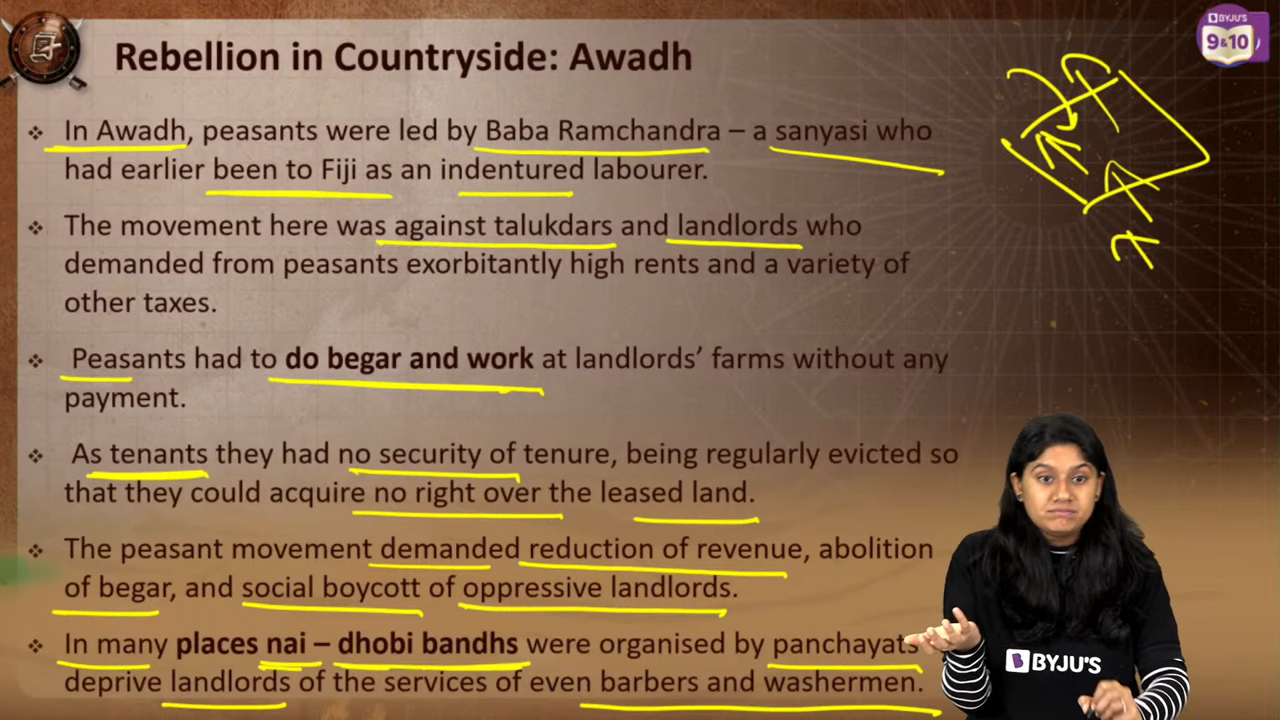 Rebellion in Countryside: Awadh
BYJU'S
9&10
❖ In Awadh, peasants were led by Baba Ramchandra – a sanyasi who
had earlier been to Fiji as an indentured labourer.
❖ The movement here was against talukdars and landlords who
demanded from peasants exorbitantly high rents and a variety of
other taxes.
❖ Peasants had to do begar and work at landlords’ farms without any
payment.
❖ As tenants they had no security of tenure, being regularly evicted so
that they could acquire no right over the leased land.
❖ The peasant movement demanded reduction of revenue, abolition
of begar, and social boycott of oppressive landlords.
❖ In many places nai – dhobi bandhs were organised by panchayats
deprive landlords of the services of even barbers and washermen.
BYJU'S